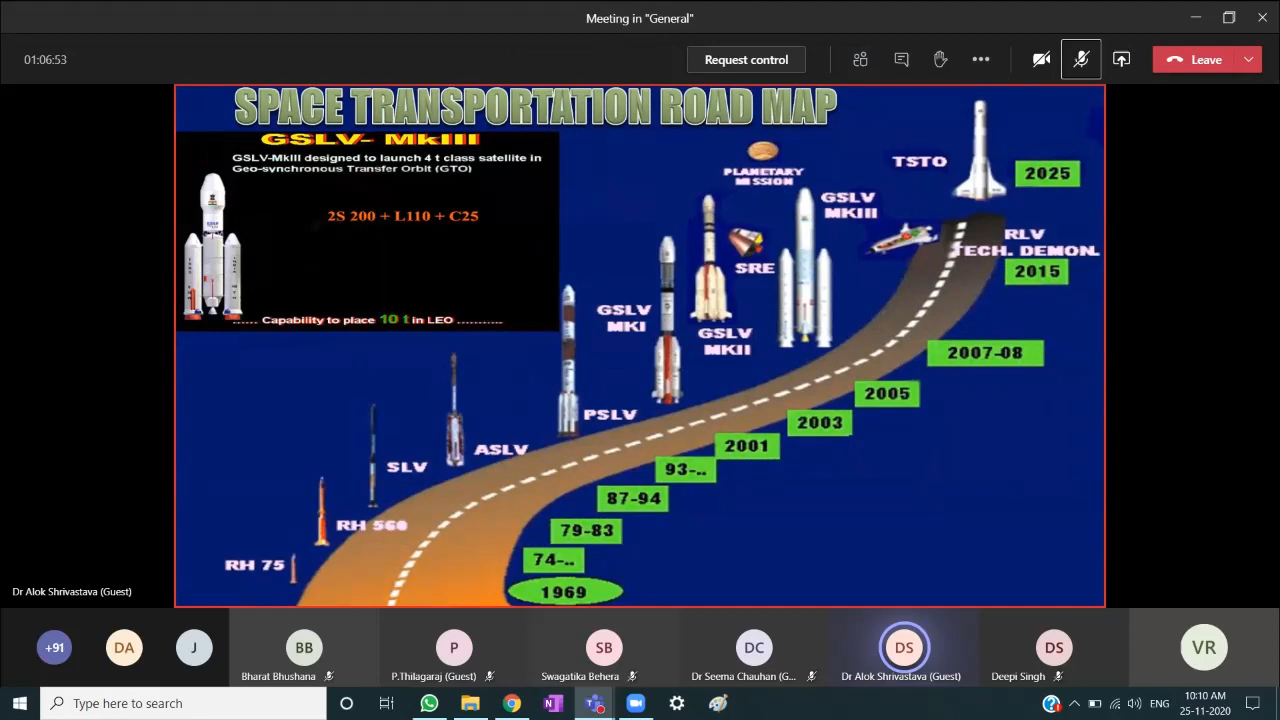 Meeting in "General"
01:06:53
Request control
Leave
SPACE TRANSPORTATION ROAD MAP
GSLV- MkIII
GSLV-MkIII designed to launch 4 t class satellite in
Geo-synchronous Transfer Orbit (GTO)
2S 200 + L110 + C25
...... Capability to place 10 t in LEO ...........
PLANETARY
MISSION
TSTO
2025
GSLV
MKIII
RLV
TECH. DEMON.
2015
SRE
GSLV
MKI
GSLV
MKII
2007-08
2005
PSLV
2003
ASLV
2001
SLV
93-..
87-94
RH 560
79-83
RH 75
74-..
1969
Dr Alok Shrivastava (Guest)
+91
DA
J
BB
Bharat Bhushana
P
P.Thilagaraj (Guest)
SB
Swagatika Behera
DC
Dr Seema Chauhan (G...
DS
Dr Alok Shrivastava (Guest)
DS
Deepi Singh
VR
Type here to search
ENG
10:10 AM
25-11-2020